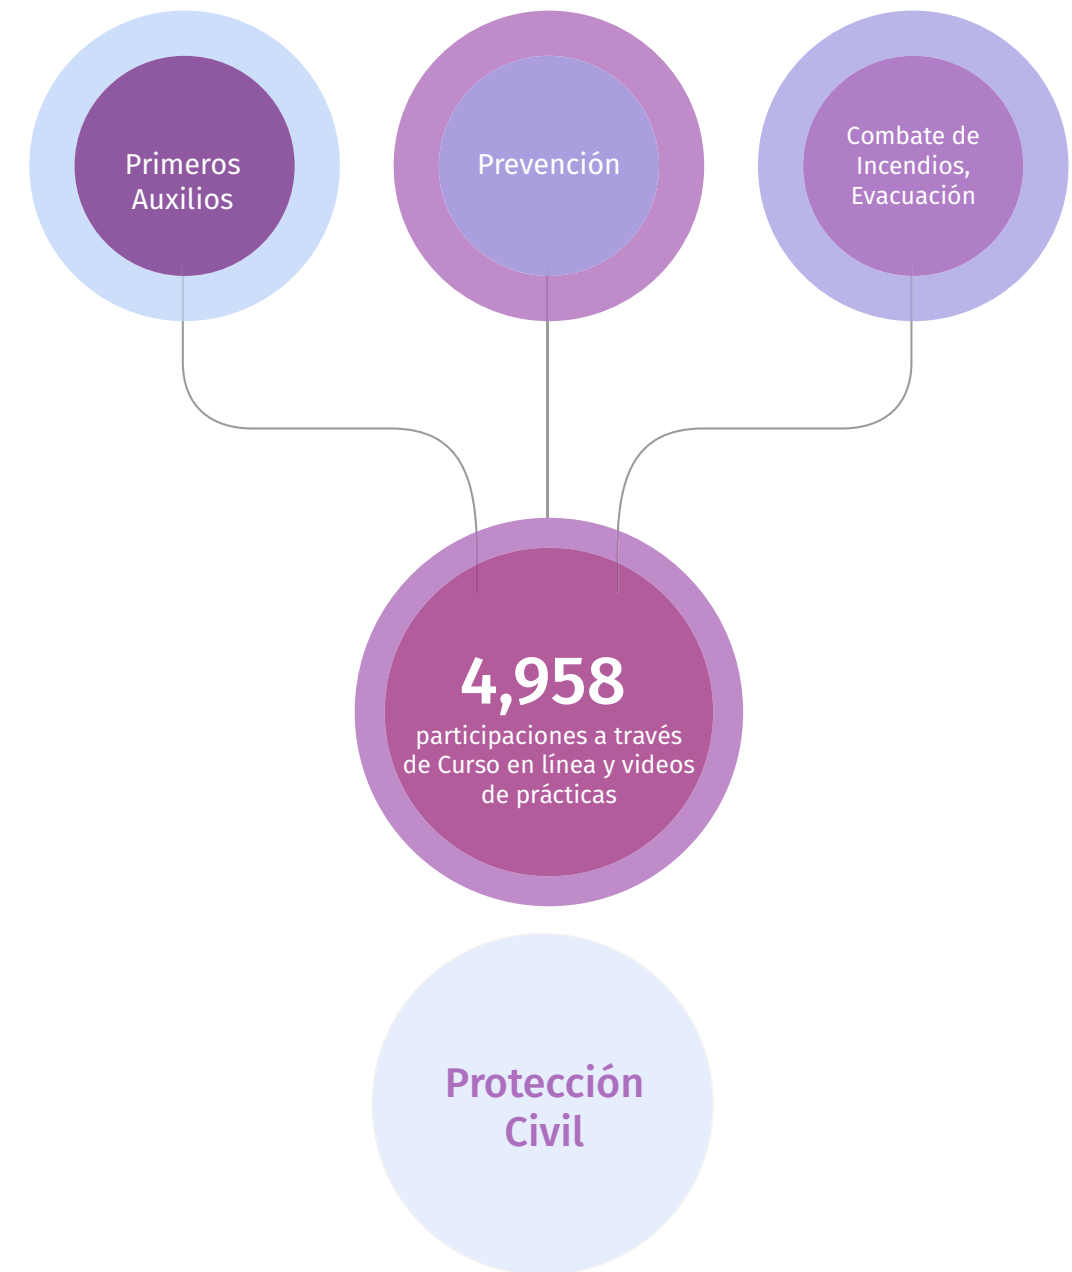 Primeros
Auxilios
Prevención
Combate de
Incendios,
Evacuación
4,958
participaciones a través
de Curso en línea y videos
de prácticas
Protección
Civil